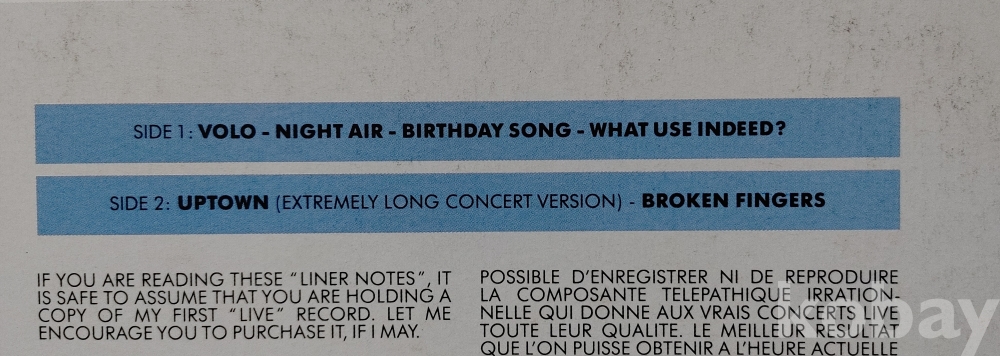 SIDE 1: VOLO - NIGHT AIR - BIRTHDAY SONG - WHAT USE INDEED?
SIDE 2: UPTOWN (EXTREMELY LONG CONCERT VERSION) - BROKEN FINGERS
IF YOU ARE READING THESE “LINER NOTES”, IT
IS SAFE TO ASSUME THAT YOU ARE HOLDING A
COPY OF MY FIRST “LIVE” RECORD. LET ME
ENCOURAGE YOU TO PURCHASE IT, IF I MAY.
POSSIBLE D’ENREGISTRER NI DE REPRODUIRE
LA COMPOSANTE TELEPATHIQUE IRRATION-
NELLE QUI DONNE AUX VRAIS CONCERTS LIVE
TOUTE LEUR QUALITE. LE MEILLEUR RESULTAT
QUE L’ON PUISSE OBTENIR A L’HEURE ACTUELLE
kabay